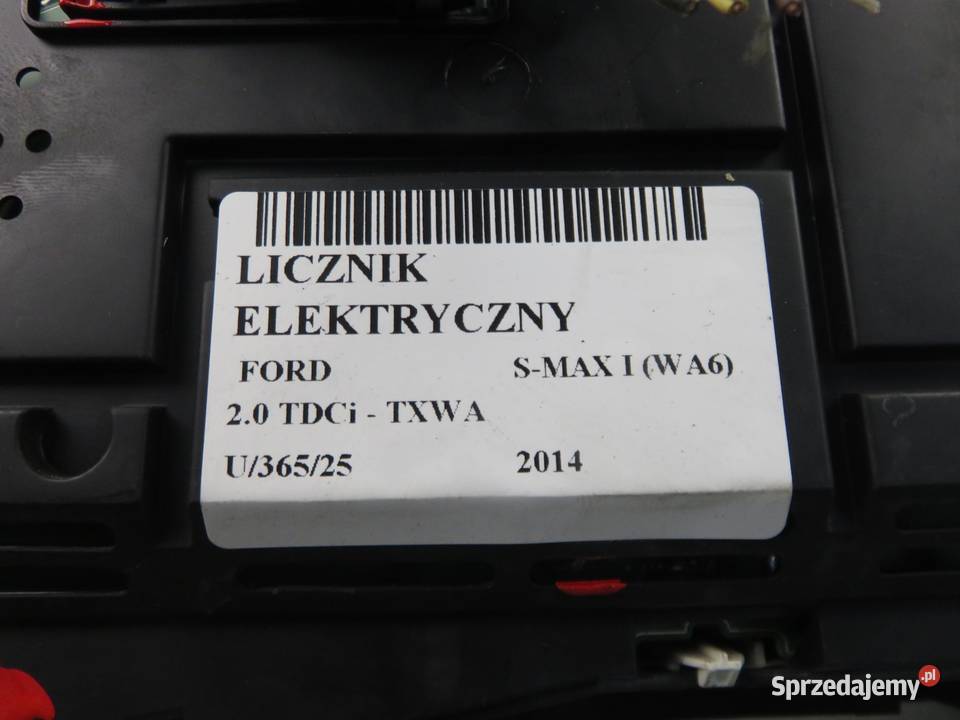 LICZNIK
ELEKTRYCZNY
FORD S-MAX I (WA6)
2.0 TDCi - TXWA
U/365/25 2014
Sprzedajemy.pl